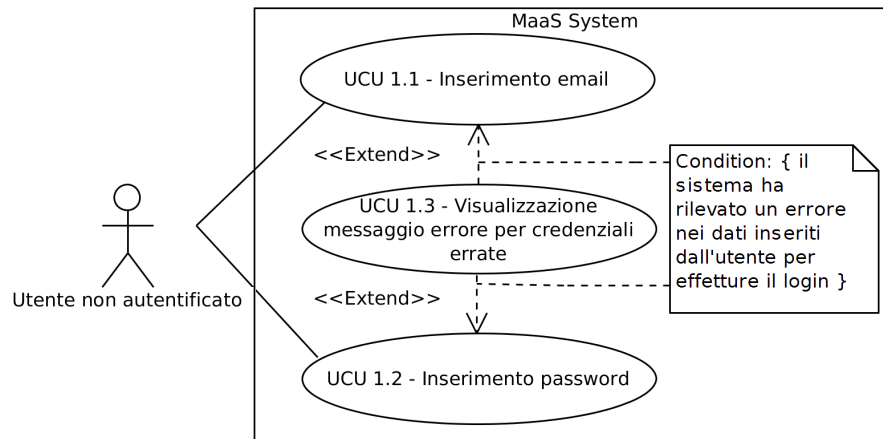 MaaS System
UCU 1.1 - Inserimento email
<<Extend>>
Condition: { il
sistema ha
rilevato un errore
nei dati inseriti
dall'utente per
effetture il login }
UCU 1.3 - Visualizzazione
messaggio errore per credenziali
errate
Utente non autentificato
<<Extend>>
UCU 1.2 - Inserimento password